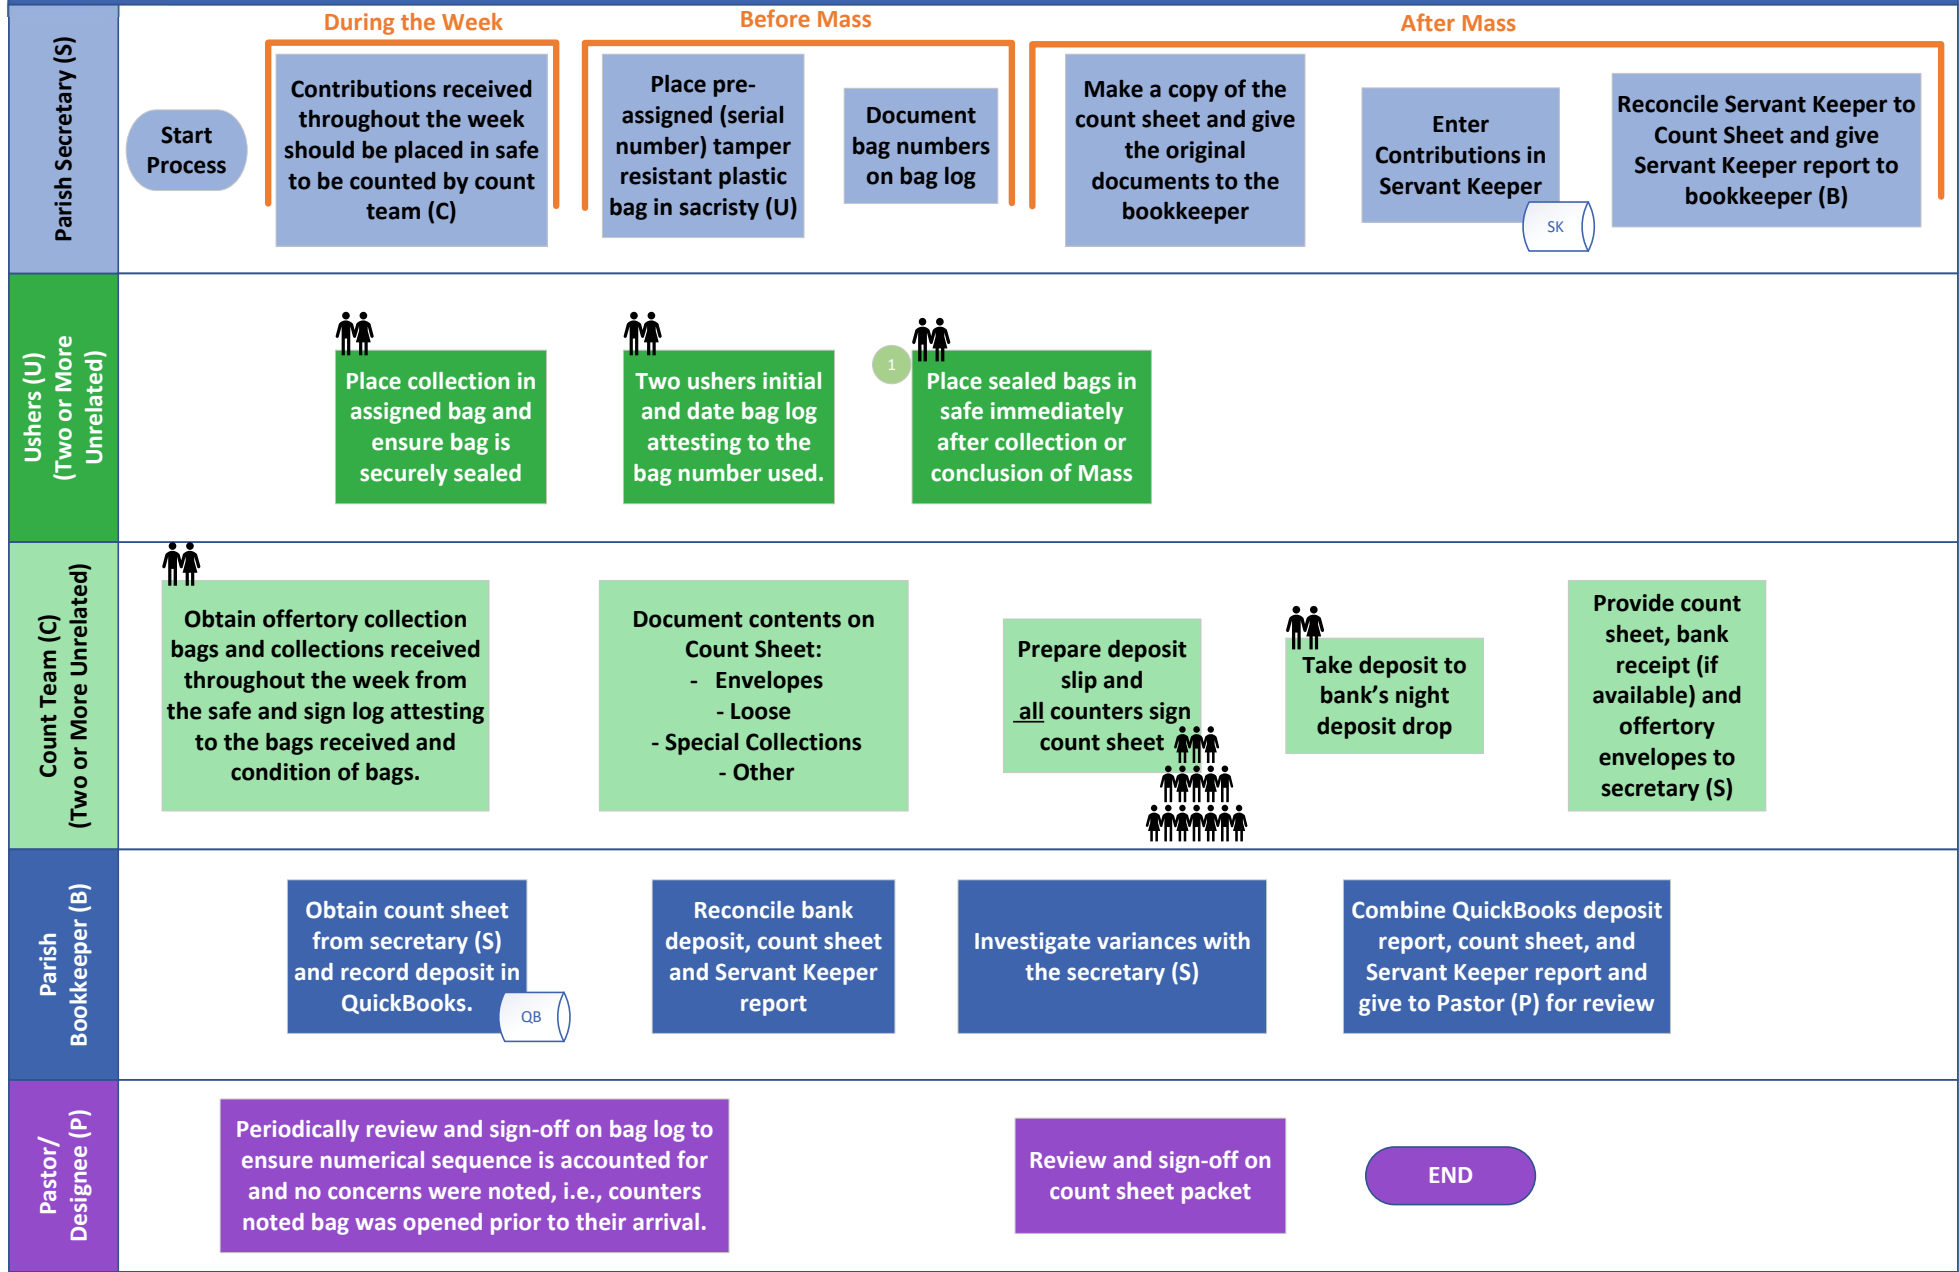 During the Week
Before Mass
After Mass
Parish Secretary (S)
Start
Process
Contributions received
throughout the week
should be placed in safe
to be counted by count
team (C)
Place pre-
assigned (serial
number) tamper
resistant plastic
bag in sacristy (U)
Document
bag numbers
on bag log
Make a copy of the
count sheet and give
the original
documents to the
bookkeeper
Enter
Contributions in
Servant Keeper
SK
Reconcile Servant Keeper to
Count Sheet and give
Servant Keeper report to
bookkeeper (B)
Ushers (U)
(Two or More
Unrelated)
Place collection in
assigned bag and
ensure bag is
securely sealed
Two ushers initial
and date bag log
attesting to the
bag number used.
1
Place sealed bags in
safe immediately
after collection or
conclusion of Mass
Count Team (C)
(Two or More Unrelated)
Obtain offertory collection
bags and collections received
throughout the week from
the safe and sign log attesting
to the bags received and
condition of bags.
Document contents on
Count Sheet:
- Envelopes
- Loose
- Special Collections
- Other
Prepare deposit
slip and
all counters sign
count sheet
Take deposit to
bank’s night
deposit drop
Provide count
sheet, bank
receipt (if
available) and
offertory
envelopes to
secretary (S)
Parish
Bookkeeper (B)
Obtain count sheet
from secretary (S)
and record deposit in
QuickBooks.
QB
Reconcile bank
deposit, count sheet
and Servant Keeper
report
Investigate variances with
the secretary (S)
Combine QuickBooks deposit
report, count sheet, and
Servant Keeper report and
give to Pastor (P) for review
Pastor/
Designee (P)
Periodically review and sign-off on bag log to
ensure numerical sequence is accounted for
and no concerns were noted, i.e., counters
noted bag was opened prior to their arrival.
Review and sign-off on
count sheet packet
END